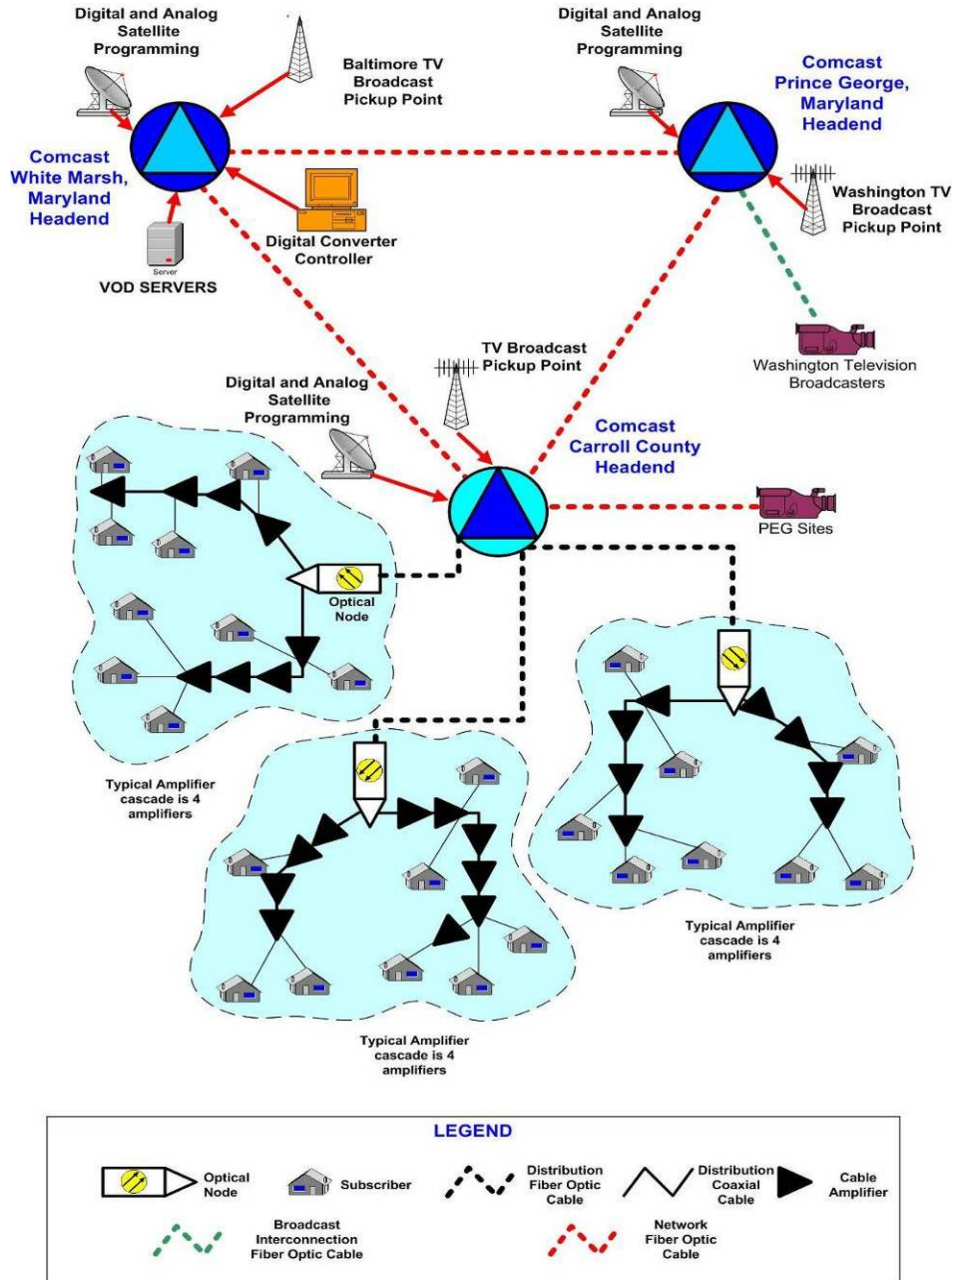 Digital and Analog
Satellite
Programming
Baltimore TV
Broadcast
Pickup Point
Digital and Analog
Satellite
Programming
Comcast
Prince George,
Maryland
Headend
Comcast
White Marsh,
Maryland
Headend
Server
VOD SERVERS
Digital Converter
Controller
Washington TV
Broadcast
Pickup Point
Washington Television
Broadcasters
TV Broadcast
Pickup Point
Digital and Analog
Satellite
Programming
Comcast
Carroll County
Headend
PEG Sites
Optical
Node
Typical Amplifier
cascade is 4
amplifiers
Typical Amplifier
cascade is 4
amplifiers
Typical Amplifier
cascade is 4
amplifiers
LEGEND
Optical
Node
Subscriber
Distribution
Fiber Optic
Cable
Distribution
Coaxial
Cable
Cable
Amplifier
Broadcast
Interconnection
Fiber Optic Cable
Network
Fiber Optic
Cable